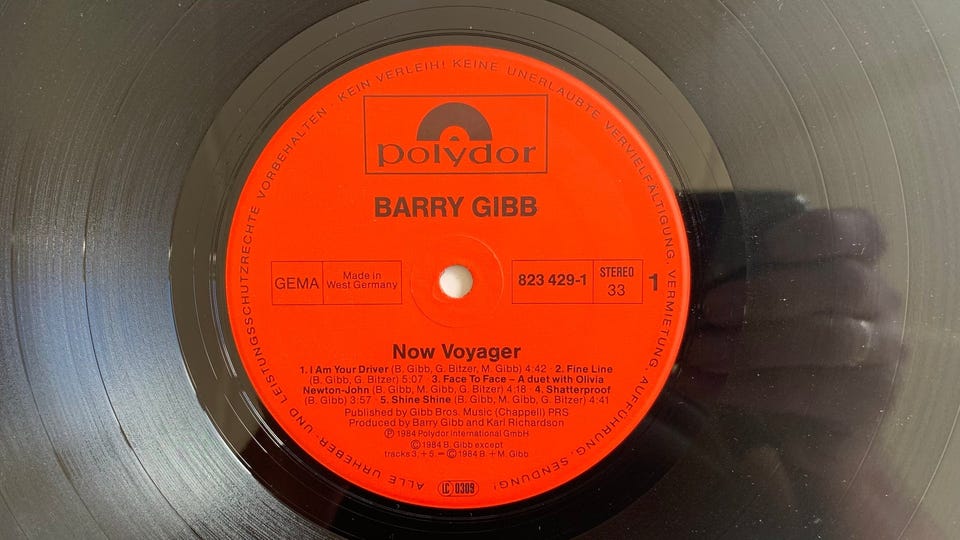 ALLE URHEBER- UND LEISTUNGSSCHUTZRECHTE VORBEHALTEN · KEIN VERLEIH! KEINE UNERLAUBTE VERVIELFÄLTIGUNG, VERMIETUNG, AUFFÜHRUNG, SENDUNG!
polydor
BARRY GIBB
GEMA
Made in
West Germany
823 429-1
STEREO
33
1
Now Voyager
1. I Am Your Driver (B. Gibb, G. Bitzer, M. Gibb) 4:42 · 2. Fine Line
(B. Gibb, G. Bitzer) 5:07 · 3. Face To Face – A duet with Olivia
Newton-John (B. Gibb, M. Gibb, G. Bitzer) 4:18 · 4. Shatterproof
(B. Gibb) 3:57 · 5. Shine Shine (B. Gibb, M. Gibb, G. Bitzer) 4:41
Published by Gibb Bros. Music (Chappell) PRS
Produced by Barry Gibb and Karl Richardson
Ⓟ 1984 Polydor International GmbH
© 1984 B. Gibb except
tracks 3. + 5. = © 1984 B. + M. Gibb
LC 0309